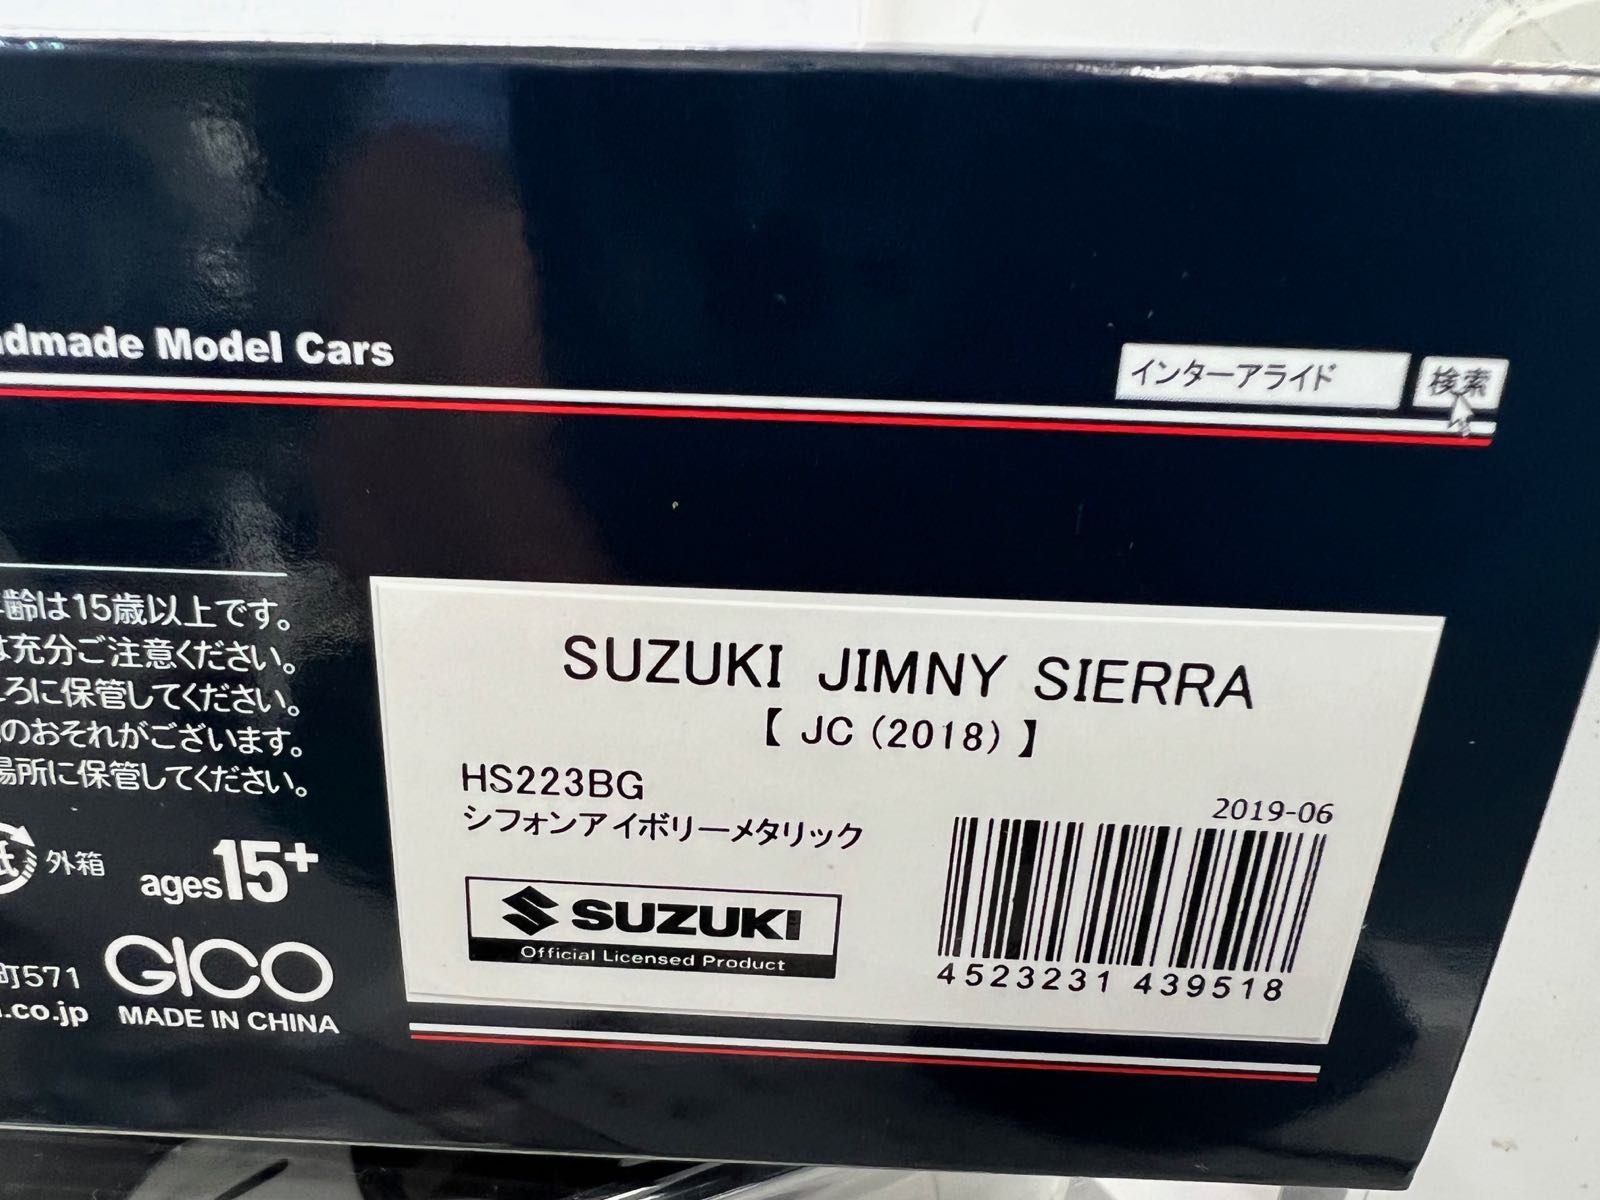 Model Cars
インターアライド 検索
齢は15歳以上です。
は充分ご注意ください。
ろに保管してください。
のおそれがございます。
場所に保管してください。
外箱
ages15+
町571
.co.jp
GICO
MADE IN CHINA
SUZUKI JIMNY SIERRA
【 JC (2018) 】
HS223BG
シフォンアイボリーメタリック
2019-06
SUZUKI
Official Licensed Product
4523231 439518